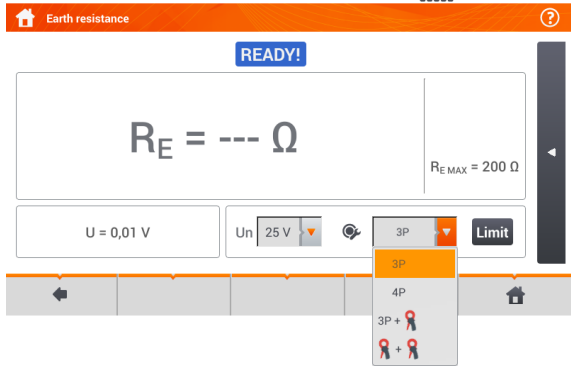 Earth resistance
?
READY!
RE = --- Ω
RE MAX = 200 Ω
U = 0,01 V
Un 25 V 3P Limit
3P
4P
3P +
+